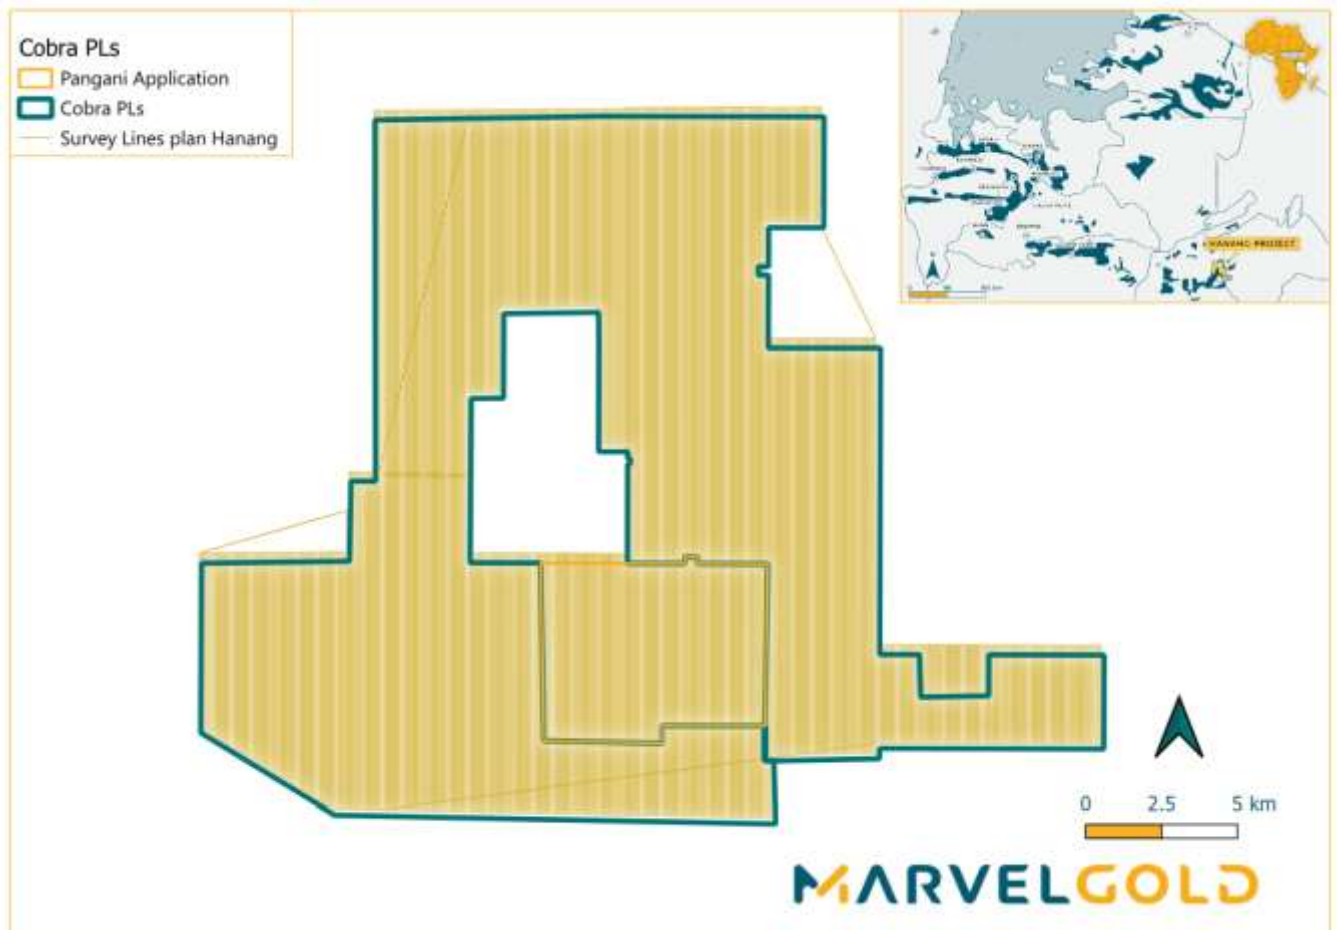 Cobra PLs
Pangani Application
Cobra PLs
Survey Lines plan Hanang
HANANG PROJECT
0 2.5 5 km
MARVELGOLD